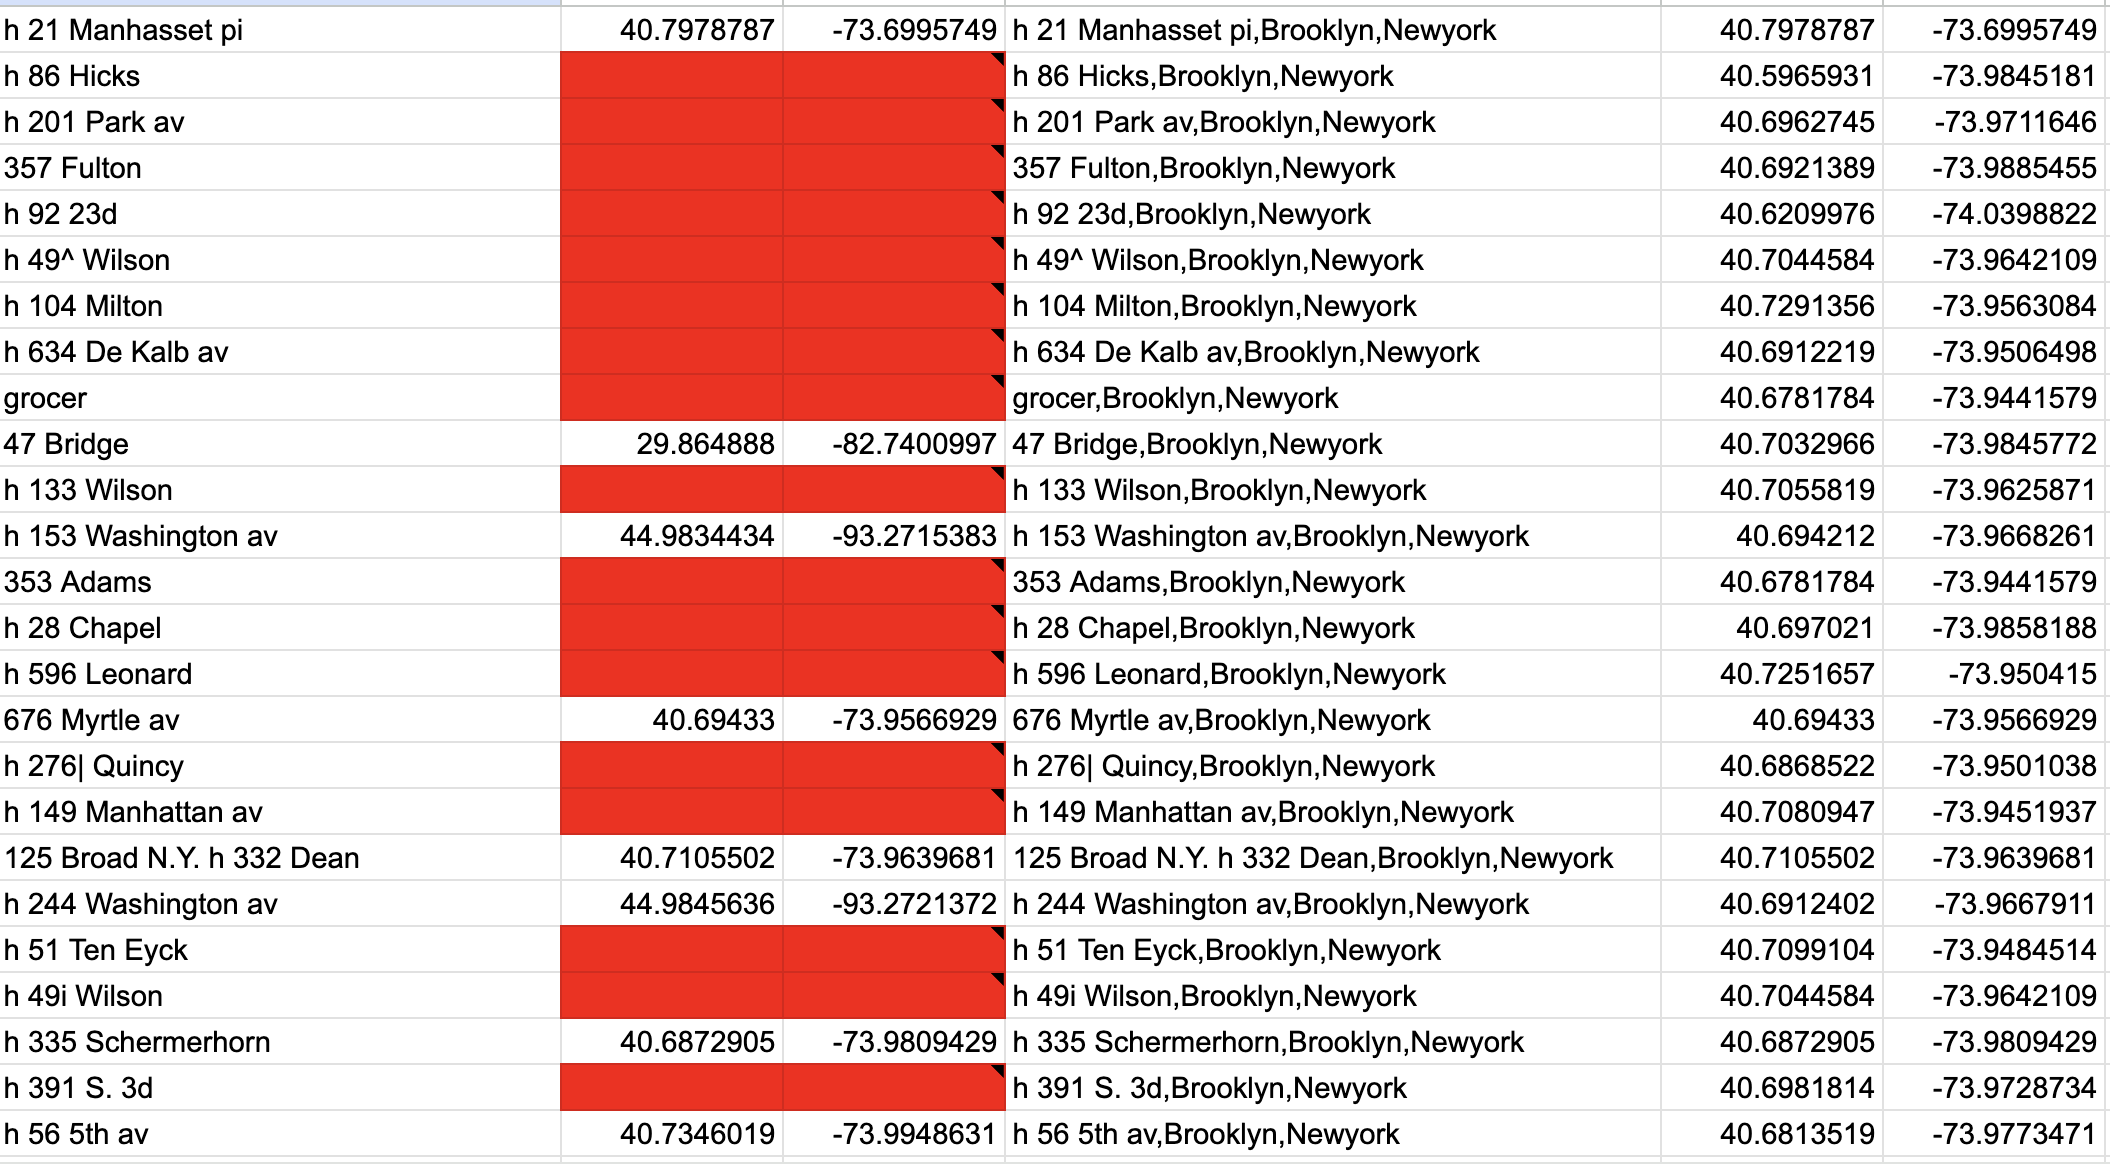 h 21 Manhasset pi 40.7978787 -73.6995749 h 21 Manhasset pi,Brooklyn,Newyork 40.7978787 -73.6995749
h 86 Hicks h 86 Hicks,Brooklyn,Newyork 40.5965931 -73.9845181
h 201 Park av h 201 Park av,Brooklyn,Newyork 40.6962745 -73.9711646
357 Fulton 357 Fulton,Brooklyn,Newyork 40.6921389 -73.9885455
h 92 23d h 92 23d,Brooklyn,Newyork 40.6209976 -74.0398822
h 49^ Wilson h 49^ Wilson,Brooklyn,Newyork 40.7044584 -73.9642109
h 104 Milton h 104 Milton,Brooklyn,Newyork 40.7291356 -73.9563084
h 634 De Kalb av h 634 De Kalb av,Brooklyn,Newyork 40.6912219 -73.9506498
grocer grocer,Brooklyn,Newyork 40.6781784 -73.9441579
47 Bridge 29.864888 -82.7400997 47 Bridge,Brooklyn,Newyork 40.7032966 -73.9845772
h 133 Wilson h 133 Wilson,Brooklyn,Newyork 40.7055819 -73.9625871
h 153 Washington av 44.9834434 -93.2715383 h 153 Washington av,Brooklyn,Newyork 40.694212 -73.9668261
353 Adams 353 Adams,Brooklyn,Newyork 40.6781784 -73.9441579
h 28 Chapel h 28 Chapel,Brooklyn,Newyork 40.697021 -73.9858188
h 596 Leonard h 596 Leonard,Brooklyn,Newyork 40.7251657 -73.950415
676 Myrtle av 40.69433 -73.9566929 676 Myrtle av,Brooklyn,Newyork 40.69433 -73.9566929
h 276| Quincy h 276| Quincy,Brooklyn,Newyork 40.6868522 -73.9501038
h 149 Manhattan av h 149 Manhattan av,Brooklyn,Newyork 40.7080947 -73.9451937
125 Broad N.Y. h 332 Dean 40.7105502 -73.9639681 125 Broad N.Y. h 332 Dean,Brooklyn,Newyork 40.7105502 -73.9639681
h 244 Washington av 44.9845636 -93.2721372 h 244 Washington av,Brooklyn,Newyork 40.6912402 -73.9667911
h 51 Ten Eyck h 51 Ten Eyck,Brooklyn,Newyork 40.7099104 -73.9484514
h 49i Wilson h 49i Wilson,Brooklyn,Newyork 40.7044584 -73.9642109
h 335 Schermerhorn 40.6872905 -73.9809429 h 335 Schermerhorn,Brooklyn,Newyork 40.6872905 -73.9809429
h 391 S. 3d h 391 S. 3d,Brooklyn,Newyork 40.6981814 -73.9728734
h 56 5th av 40.7346019 -73.9948631 h 56 5th av,Brooklyn,Newyork 40.6813519 -73.9773471